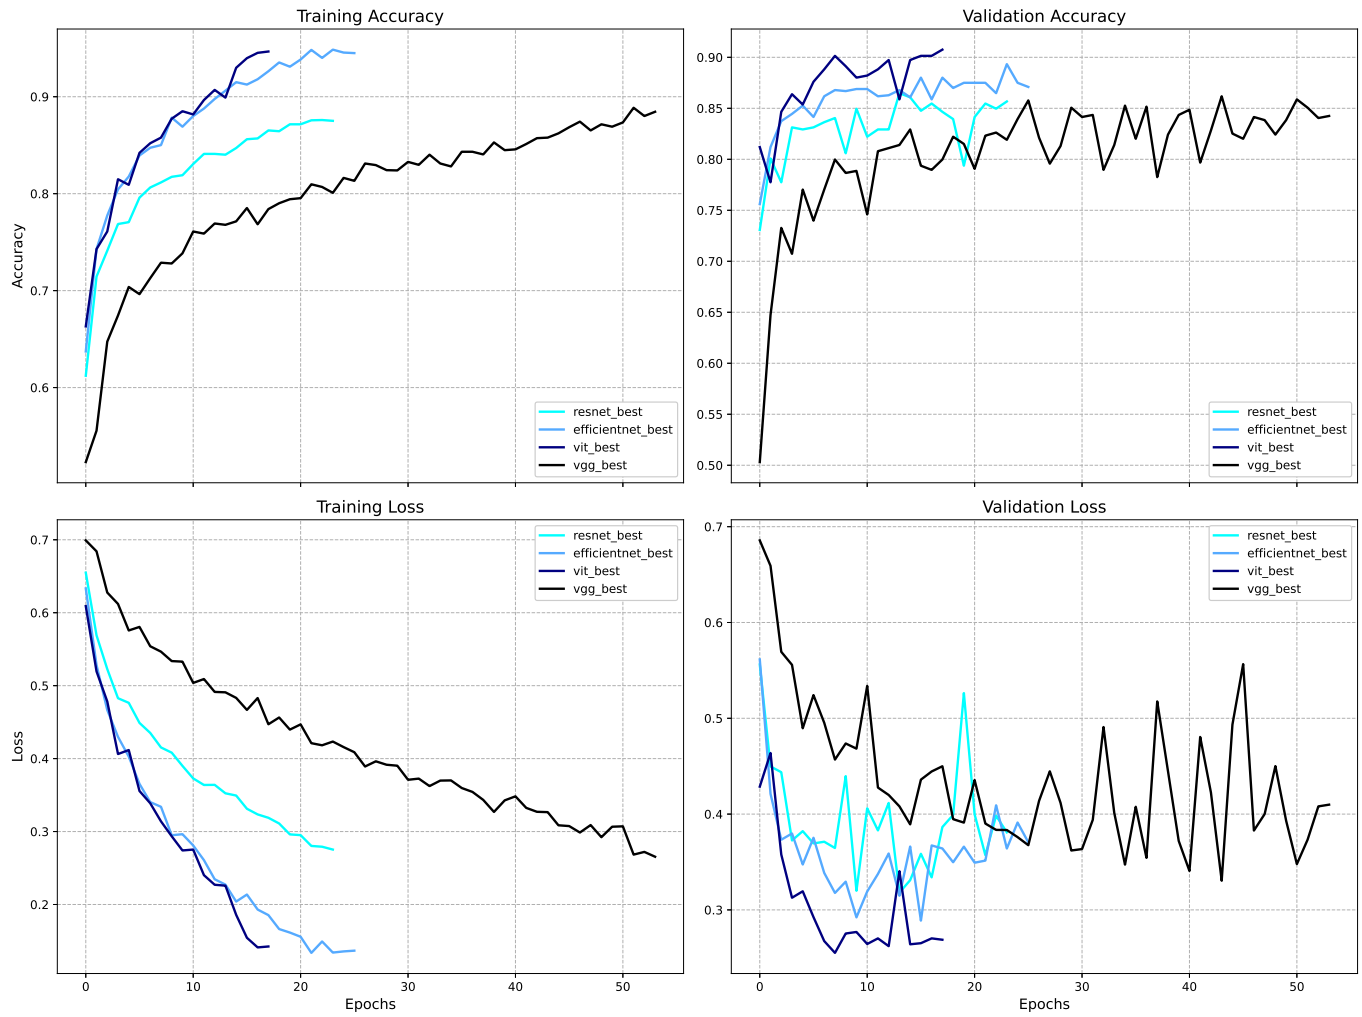 Training Accuracy
Accuracy
0.9
0.8
0.7
0.6
resnet_best
efficientnet_best
vit_best
vgg_best
Validation Accuracy
0.90
0.85
0.80
0.75
0.70
0.65
0.60
0.55
0.50
resnet_best
efficientnet_best
vit_best
vgg_best
Training Loss
Loss
0.7
0.6
0.5
0.4
0.3
0.2
resnet_best
efficientnet_best
vit_best
vgg_best
0 10 20 30 40 50
Epochs
Validation Loss
0.7
0.6
0.5
0.4
0.3
resnet_best
efficientnet_best
vit_best
vgg_best
0 10 20 30 40 50
Epochs